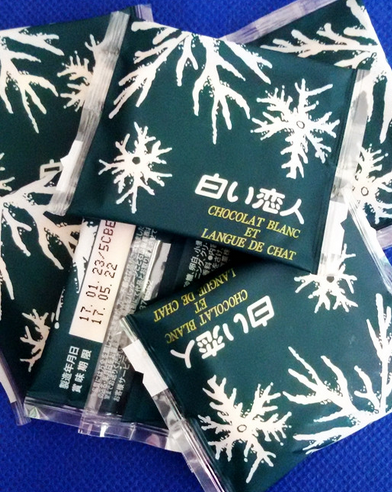 白い恋人
CHOCOLAT BLANC
ET
LANGUE DE CHAT
製造年月日
賞味期限
17.01.23/5CBE
17.05.22
白い恋人
CHOCOLAT BLANC
ET
LANGUE DE CHAT